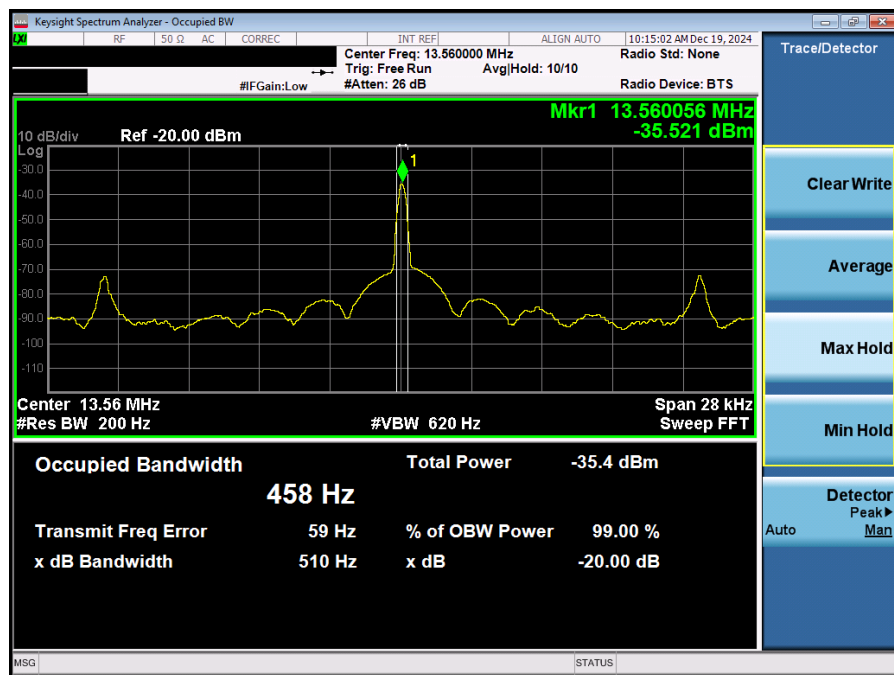 Keysight Spectrum Analyzer - Occupied BW
LXI RF 50 Ω AC CORREC INT REF ALIGN AUTO 10:15:02 AM Dec 19, 2024
Center Freq: 13.560000 MHz Radio Std: None
Trig: Free Run Avg|Hold: 10/10
#IFGain:Low #Atten: 26 dB Radio Device: BTS
Trace/Detector
Mkr1 13.560056 MHz
10 dB/div Ref -20.00 dBm -35.521 dBm
Log
1
-30.0
-40.0
-50.0
-60.0
-70.0
-80.0
-90.0
-100
-110
Center 13.56 MHz Span 28 kHz
#Res BW 200 Hz #VBW 620 Hz Sweep FFT
Clear Write
Average
Max Hold
Min Hold
Detector
Peak▶
Auto Man
Occupied Bandwidth Total Power -35.4 dBm
458 Hz
Transmit Freq Error 59 Hz % of OBW Power 99.00 %
x dB Bandwidth 510 Hz x dB -20.00 dB
MSG STATUS